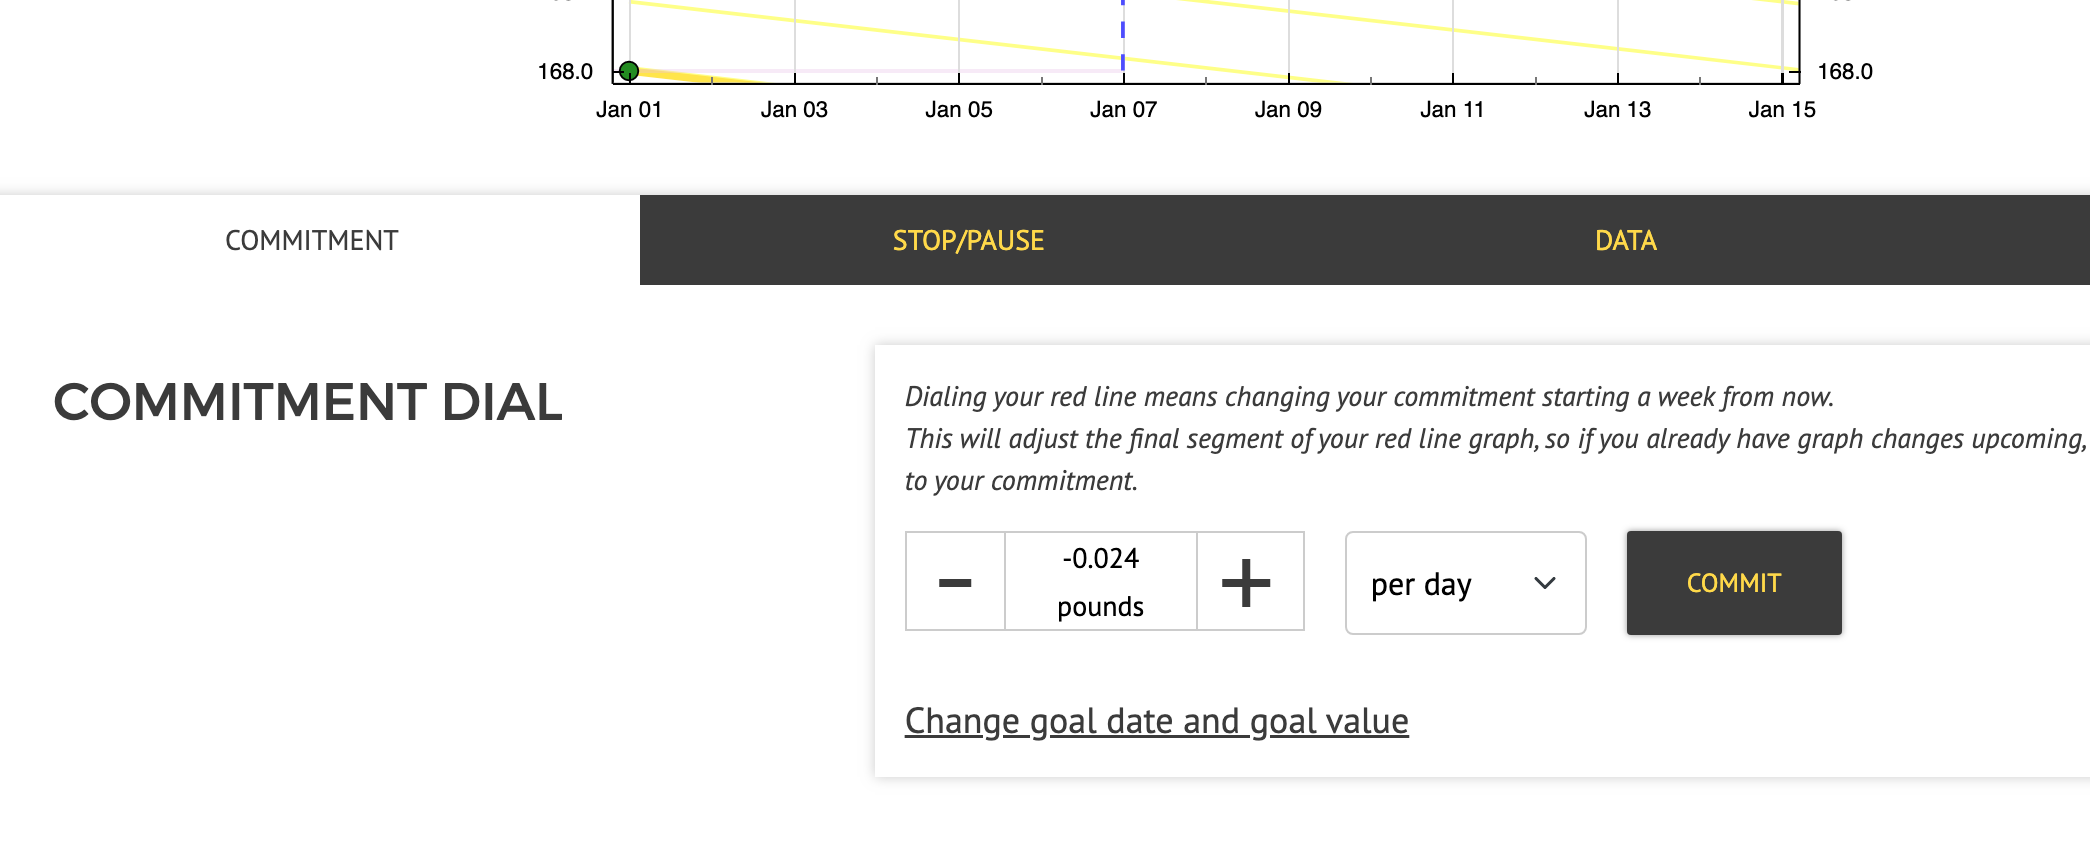 168.0 168.0
Jan 01 Jan 03 Jan 05 Jan 07 Jan 09 Jan 11 Jan 13 Jan 15
COMMITMENT STOP/PAUSE DATA
COMMITMENT DIAL
Dialing your red line means changing your commitment starting a week from now.
This will adjust the final segment of your red line graph, so if you already have graph changes upcoming,
to your commitment.
-0.024
pounds
per day
COMMIT
Change goal date and goal value